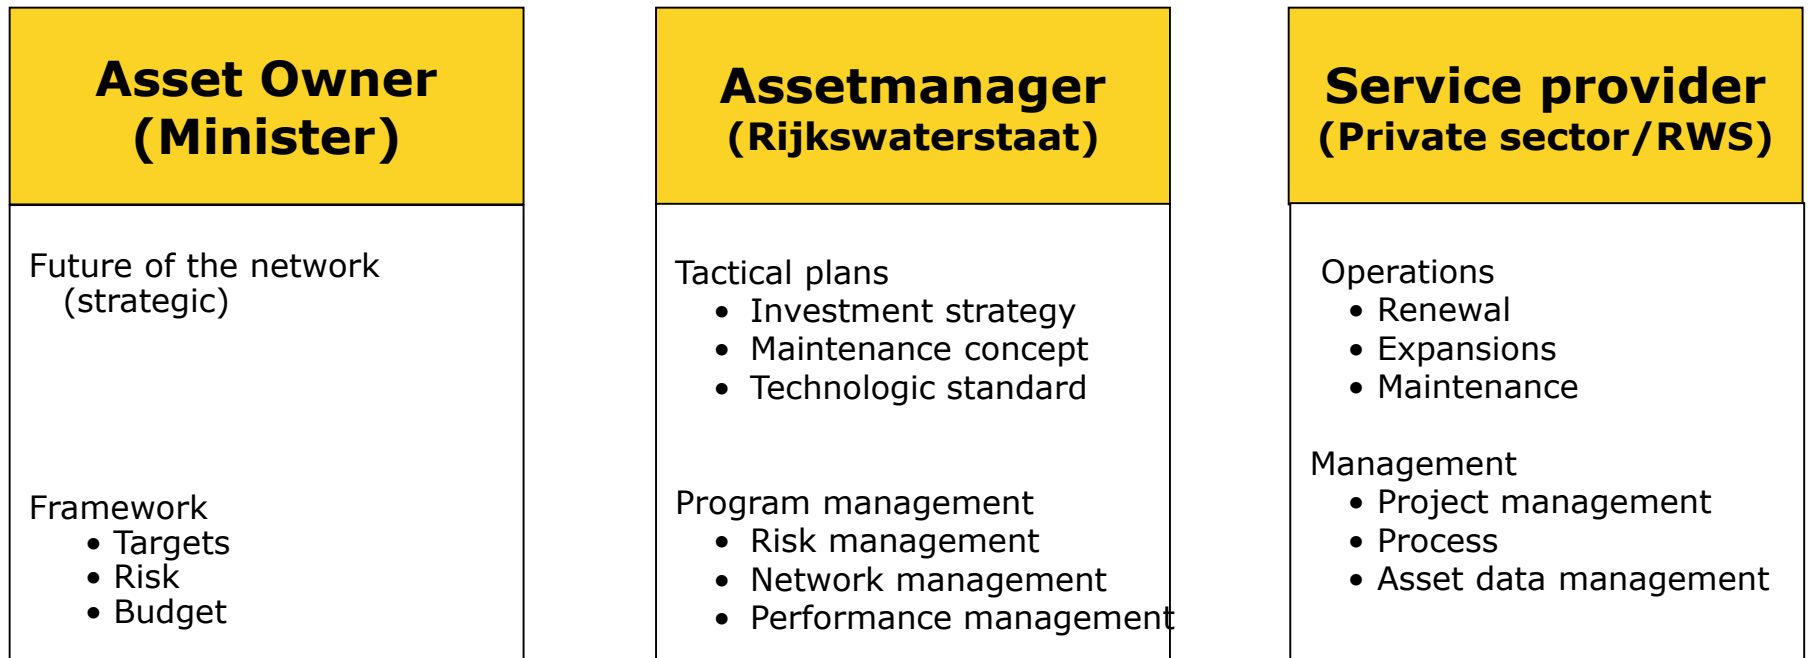 Asset Owner
(Minister)
Future of the network
(strategic)
Framework
• Targets
• Risk
• Budget
Assetmanager
(Rijkswaterstaat)
Tactical plans
• Investment strategy
• Maintenance concept
• Technologic standard
Program management
• Risk management
• Network management
• Performance management
Service provider
(Private sector/RWS)
Operations
• Renewal
• Expansions
• Maintenance
Management
• Project management
• Process
• Asset data management